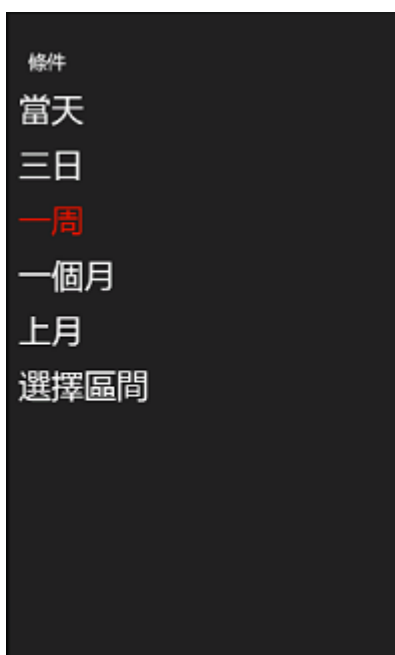 條件
當天
三日
一周
一個月
上月
選擇區間